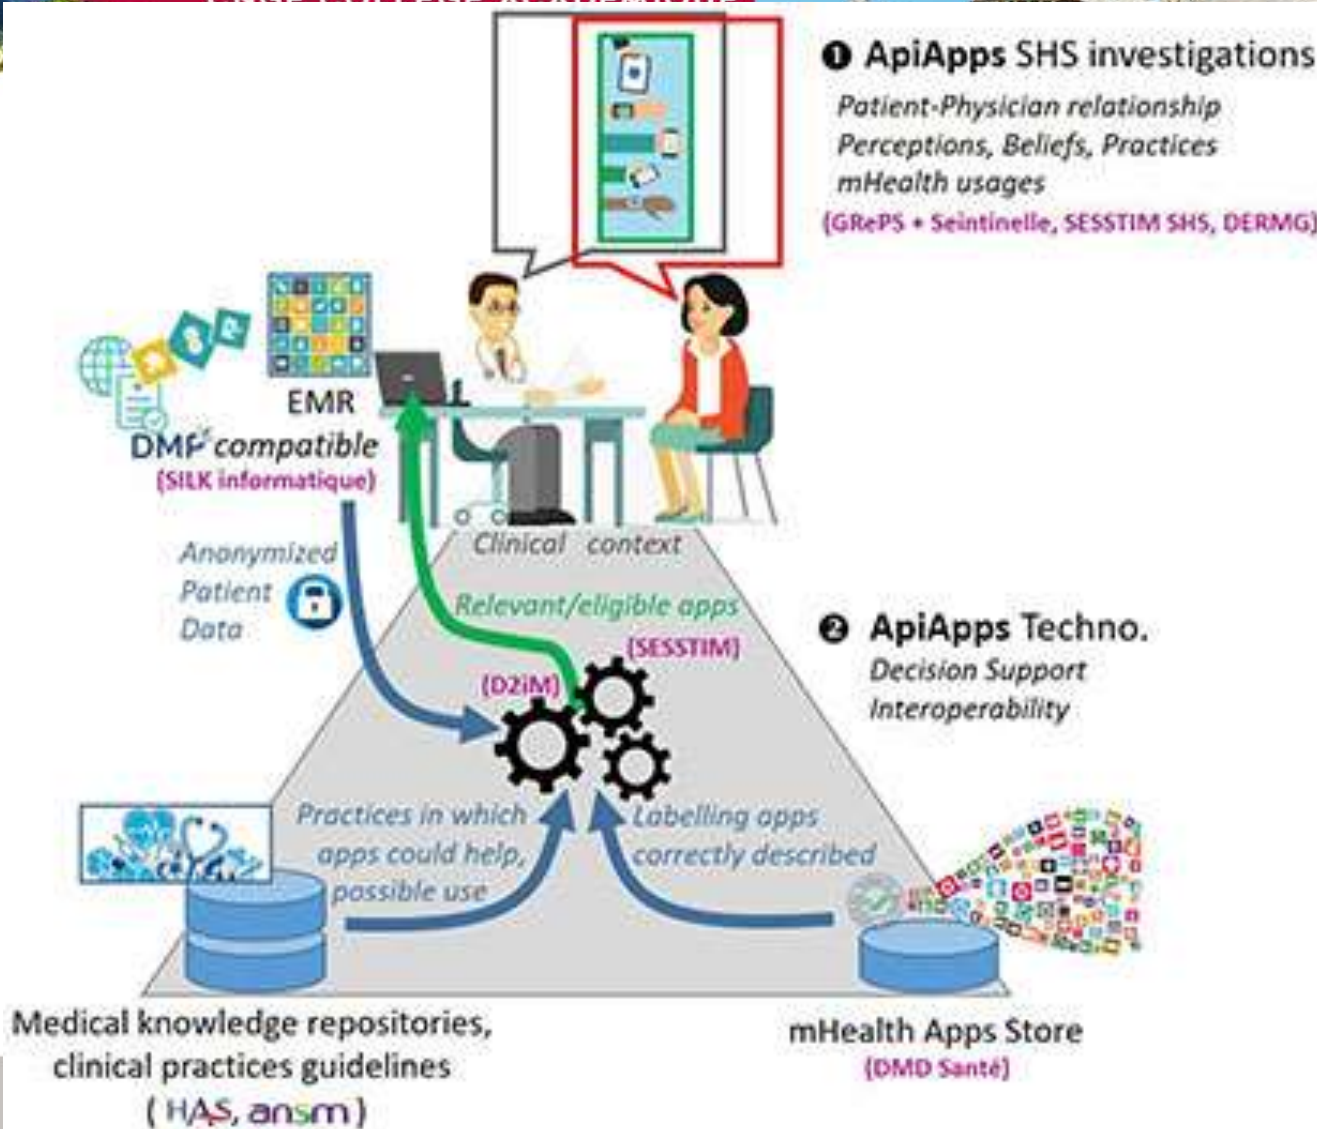 ❶ ApiApps SHS investigations
Patient-Physician relationship
Perceptions, Beliefs, Practices
mHealth usages
(GRePS + Seintinelle, SESSTIM SHS, DERMG)
EMR
DMP compatible
(SILK informatique)
Anonymized
Patient
Data
Clinical context
Relevant/eligible apps
(SESSTIM)
(D2iM)
❷ ApiApps Techno.
Decision Support
Interoperability
Practices in which
apps could help,
possible use
Labelling apps
correctly described
Medical knowledge repositories,
clinical practices guidelines
( HAS, ansm )
mHealth Apps Store
(DMD Santé)